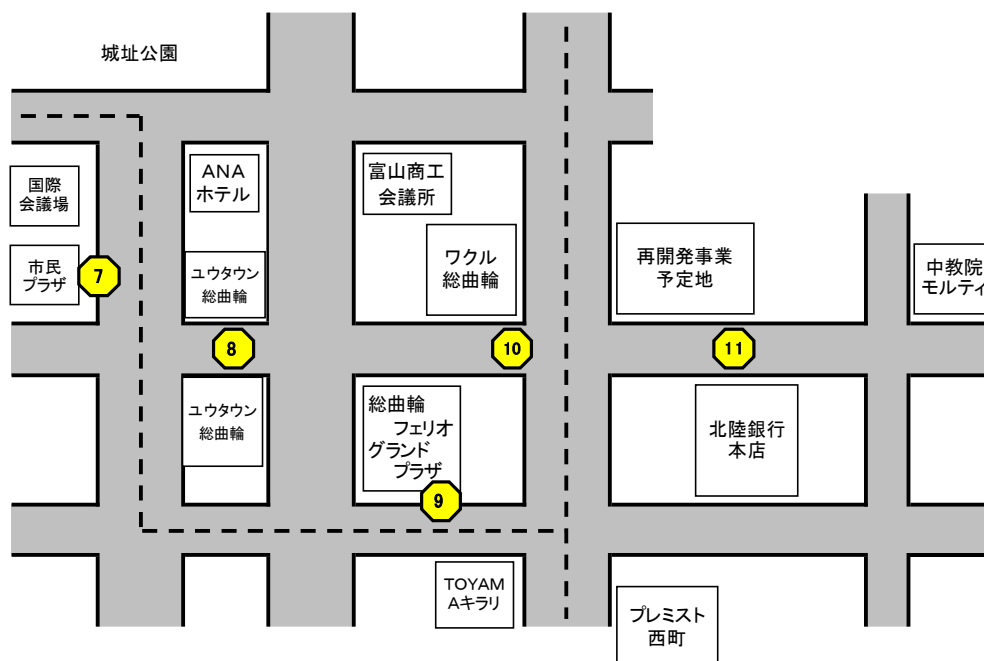 城址公園
ANA
ホテル
富山商工
会議所
国際
会議場
市民
プラザ
7
ユウタウン
総曲輪
ワクル
総曲輪
再開発事業
予定地
中教院
モルティ
8
10
11
ユウタウン
総曲輪
総曲輪
フェリオ
グランド
プラザ
9
北陸銀行
本店
TOYAM
Aキラリ
プレミスト
西町